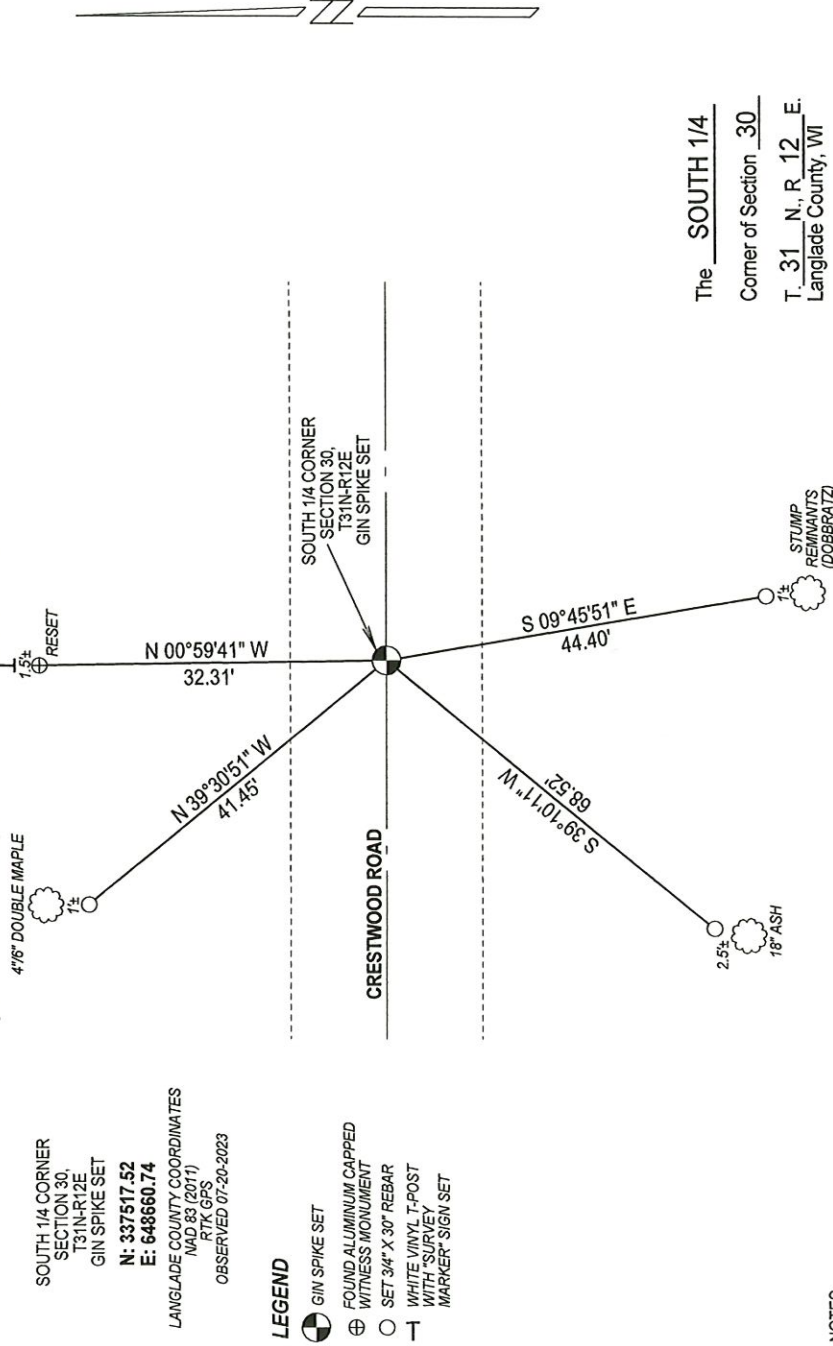 4"/6" DOUBLE MAPLE
1'±
1.5'±
RESET
N 00°59'41" W
32.31'
N 39°30'51" W
41.45'
SOUTH 1/4 CORNER
SECTION 30,
T31N-R12E
GIN SPIKE SET
CRESTWOOD ROAD
S 39°10'11" W
68.52'
S 09°45'51" E
44.40'
2.5'±
18" ASH
1'±
STUMP
REMNANTS
(DOBBRATZ)
SOUTH 1/4 CORNER
SECTION 30,
T31N-R12E
GIN SPIKE SET
N: 337517.52
E: 648660.74
LANGLADE COUNTY COORDINATES
NAD 83 (2011)
RTK GPS
OBSERVED 07-20-2023
LEGEND
GIN SPIKE SET
FOUND ALUMINUM CAPPED
WITNESS MONUMENT
SET 3/4" X 30" REBAR
WHITE VINYL T-POST
WITH "SURVEY
MARKER" SIGN SET
The SOUTH 1/4
Corner of Section 30
T. 31 N., R 12 E.
Langlade County, WI
NOTES